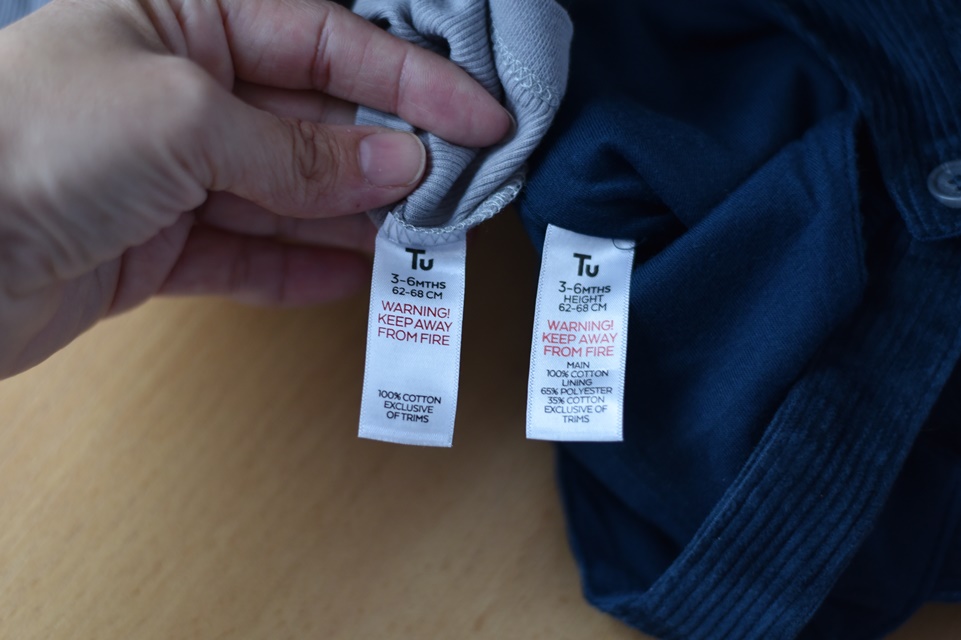 Tu
3-6MTHS
62-68 CM
WARNING!
KEEP AWAY
FROM FIRE
100% COTTON
EXCLUSIVE
OF TRIMS
Tu
3-6MTHS
HEIGHT
62-68 CM
WARNING!
KEEP AWAY
FROM FIRE
MAIN
100% COTTON
LINING
65% POLYESTER
35% COTTON
EXCLUSIVE OF
TRIMS